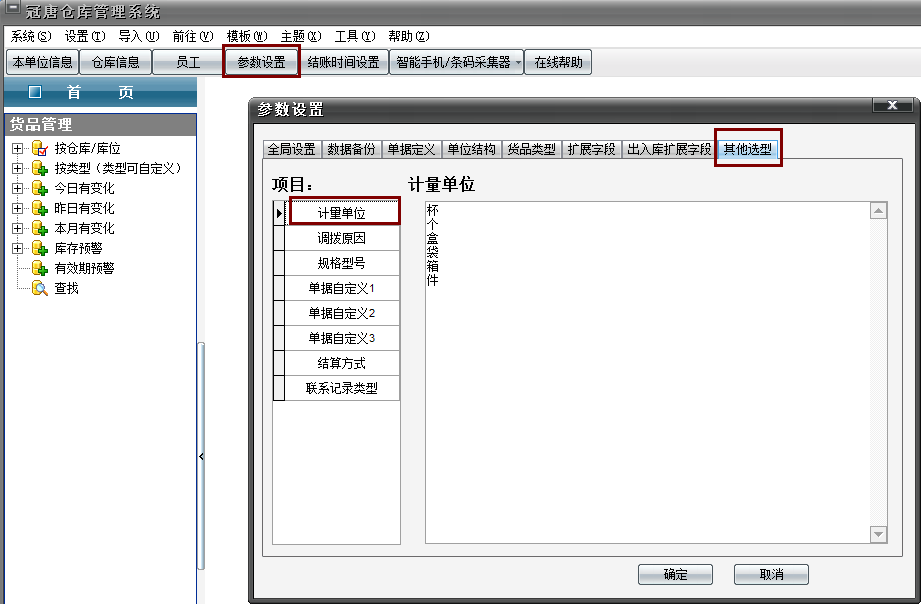 冠唐仓库管理系统
系统(S) 设置(T) 导入(U) 前往(V) 模板(W) 主题(X) 工具(Y) 帮助(Z)
本单位信息 仓库信息 员工 参数设置 结账时间设置 智能手机/条码采集器 在线帮助
首 页
货品管理
按仓库/库位
按类型（类型可自定义）
今日有变化
昨日有变化
本月有变化
库存预警
有效期预警
查找
参数设置
全局设置 数据备份 单据定义 单位结构 货品类型 扩展字段 出入库扩展字段 其他选型
项目：
计量单位
调拨原因
规格型号
单据自定义1
单据自定义2
单据自定义3
结算方式
联系记录类型
计量单位
杯
个
盒
袋
箱
件
确定 取消